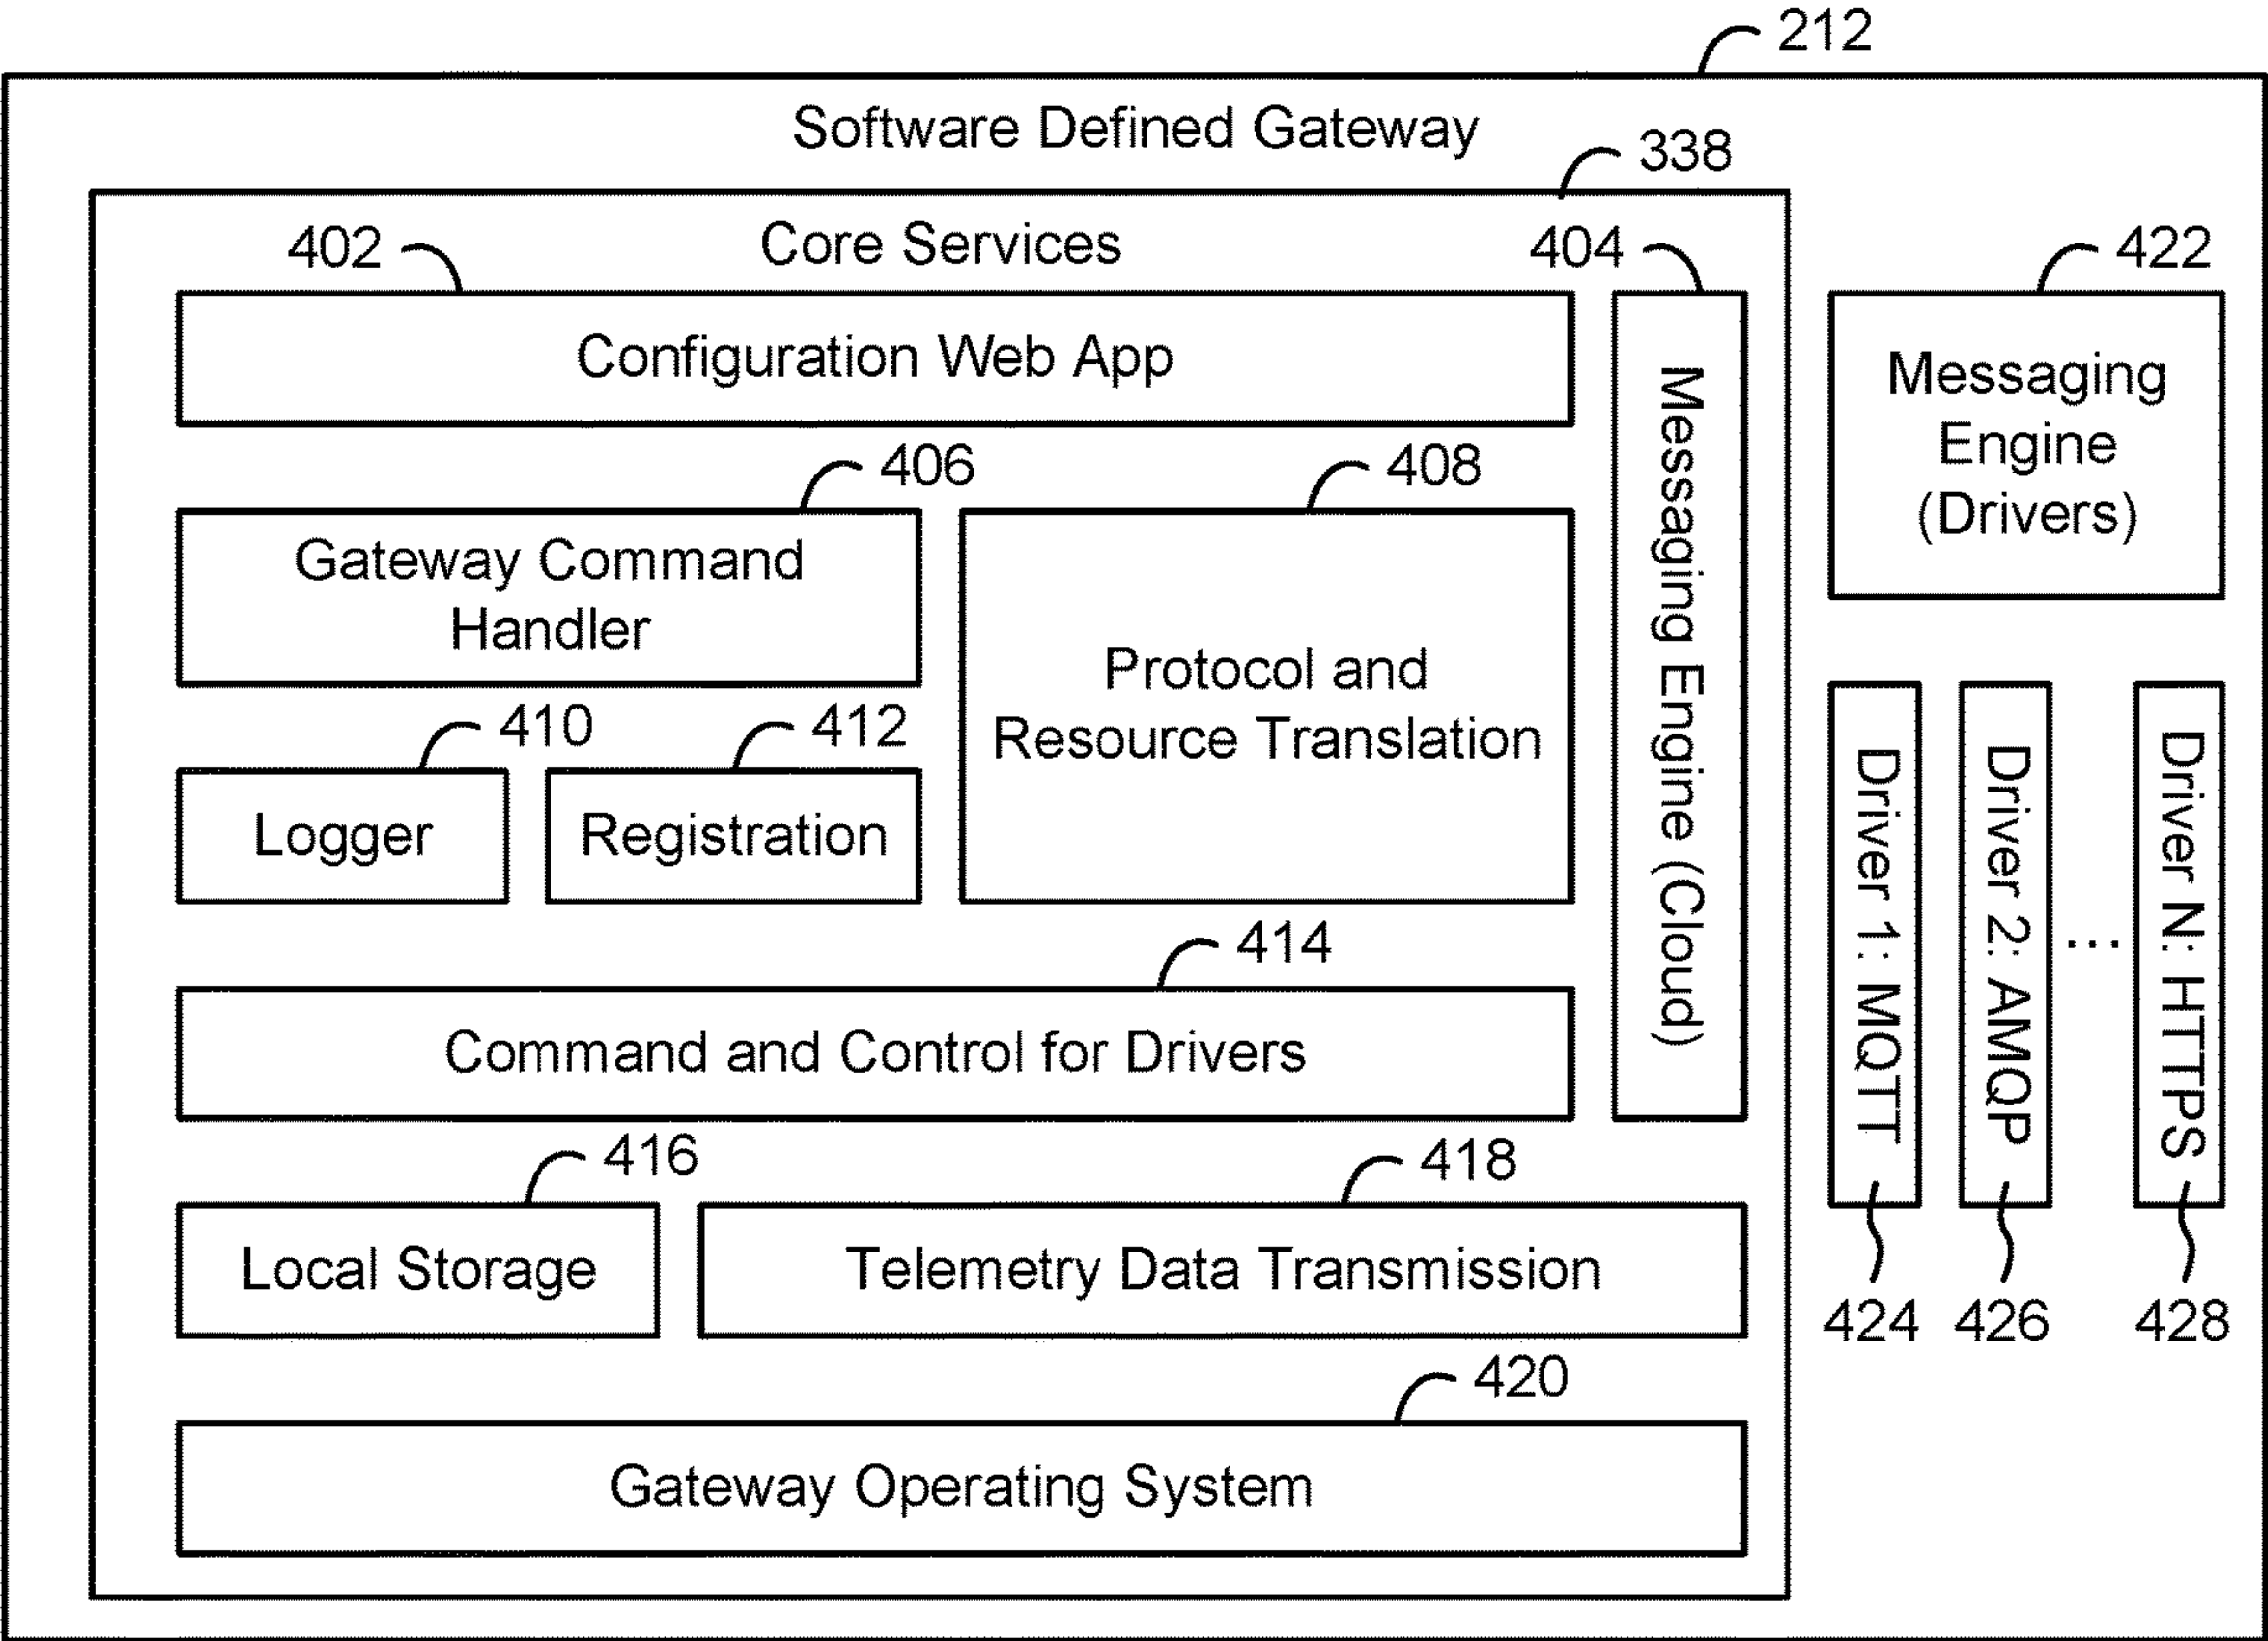 212
Software Defined Gateway
338
Core Services
402
404
422
Configuration Web App
Messaging Engine (Cloud)
Messaging
Engine
(Drivers)
406
408
Gateway Command
Handler
Protocol and
Resource Translation
410
412
Logger
Registration
Driver 1: MQTT
Driver 2: AMQP
...
Driver N: HTTPS
414
Command and Control for Drivers
416
418
Local Storage
Telemetry Data Transmission
424
426
428
420
Gateway Operating System